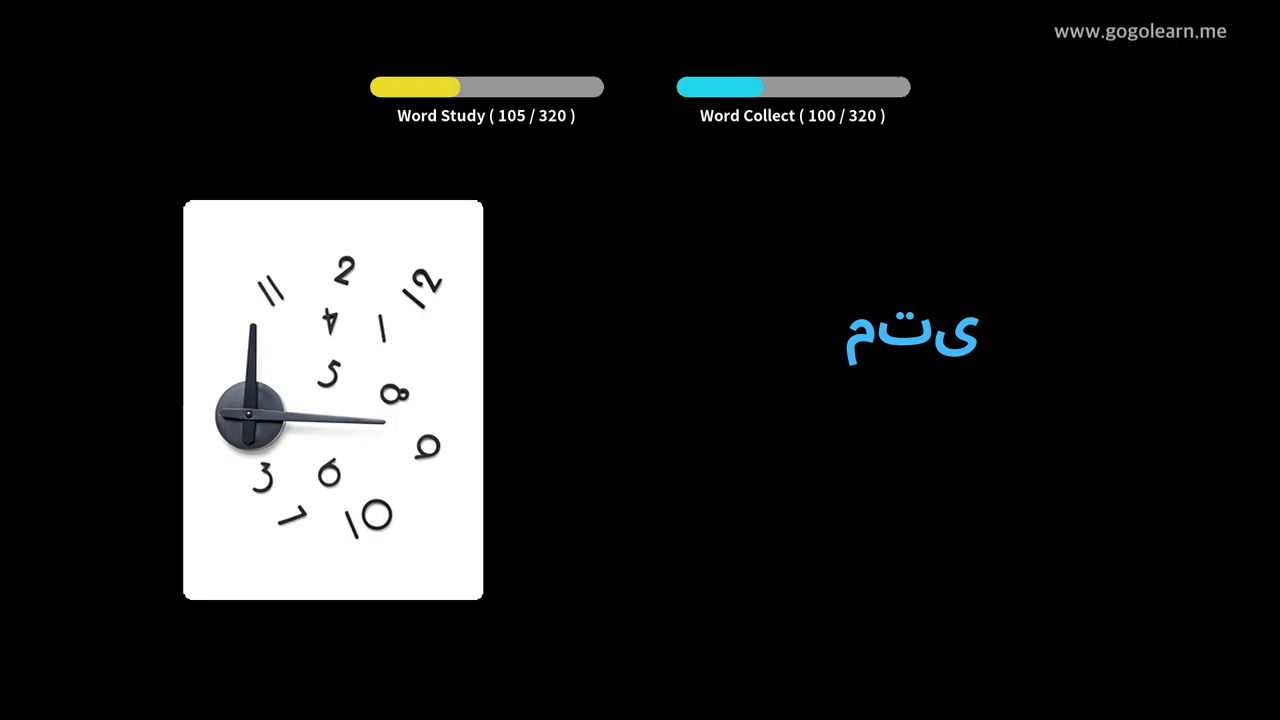 www.gogolearn.me
Word Study ( 105 / 320 )
Word Collect ( 100 / 320 )
11 2 12
4 1
5 8
9
3 6
7 10
ىتم